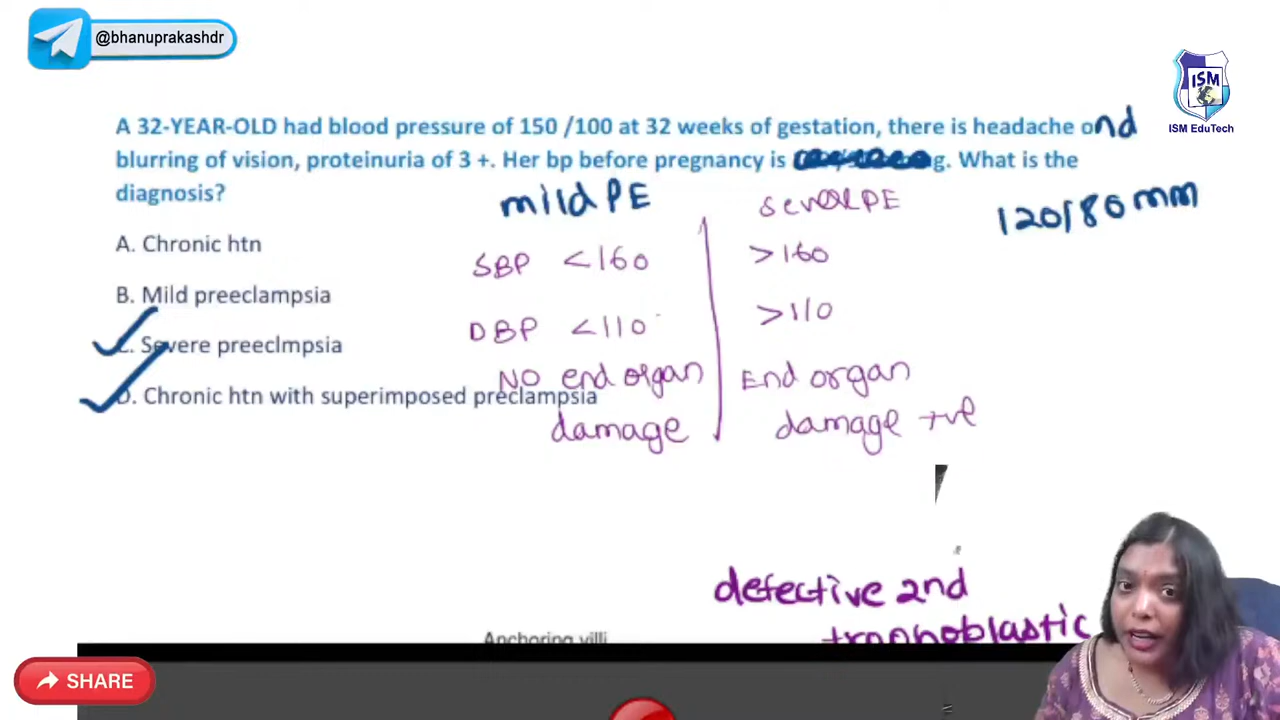 @bhanuprakashdr
ISM
ISM EduTech
A 32-YEAR-OLD had blood pressure of 150 /100 at 32 weeks of gestation, there is headache ond
blurring of vision, proteinuria of 3 +. Her bp before pregnancy is g. What is the
diagnosis?
120/80 mm
mild PE
severe PE
A. Chronic htn
SBP <160
>160
B. Mild preeclampsia
DBP <110
>110
C. Severe preeclmpsia
NO end organ
damage
End organ
damage +ve
D. Chronic htn with superimposed preclampsia
defective 2nd
trophoblastic
Anchoring villi
SHARE